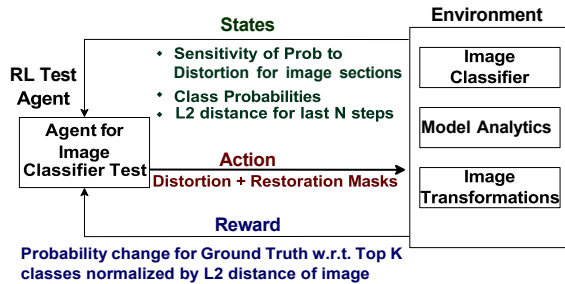 States
Environment
• Sensitivity of Prob to
Distortion for image sections
• Class Probabilities
• L2 distance for last N steps
RL Test
Agent
Agent for
Image
Classifier Test
Image
Classifier
Model Analytics
Image
Transformations
Action
Distortion + Restoration Masks
Reward
Probability change for Ground Truth w.r.t. Top K
classes normalized by L2 distance of image